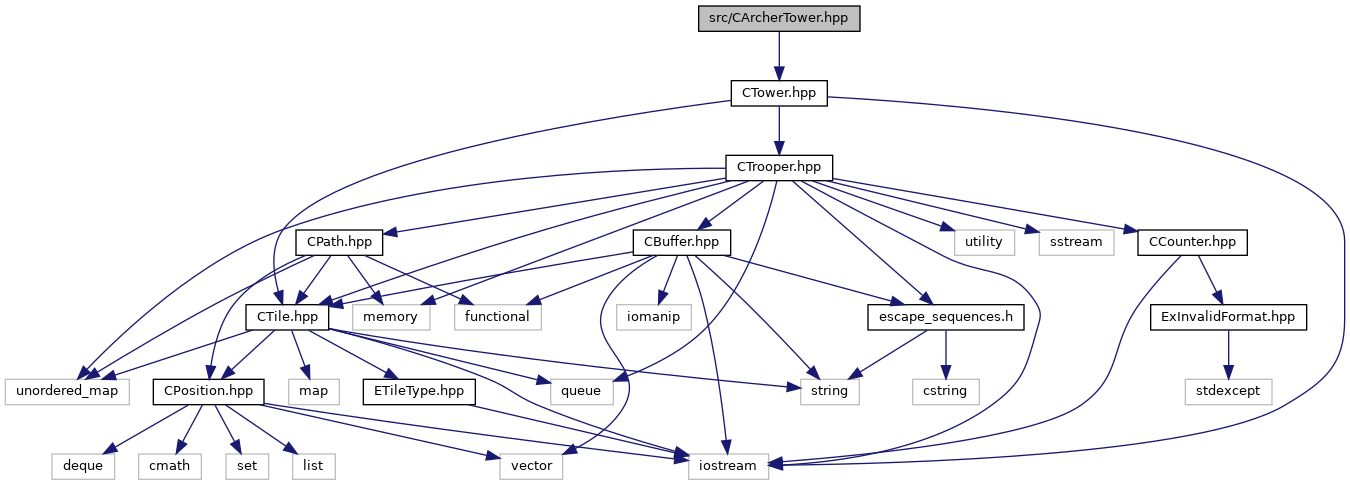 src/CArcherTower.hpp
CTower.hpp
CTrooper.hpp
CPath.hpp
CBuffer.hpp
utility
sstream
CCounter.hpp
CTile.hpp
memory
functional
iomanip
escape_sequences.h
ExInvalidFormat.hpp
unordered_map
CPosition.hpp
map
ETileType.hpp
queue
string
cstring
stdexcept
deque
cmath
set
list
vector
iostream